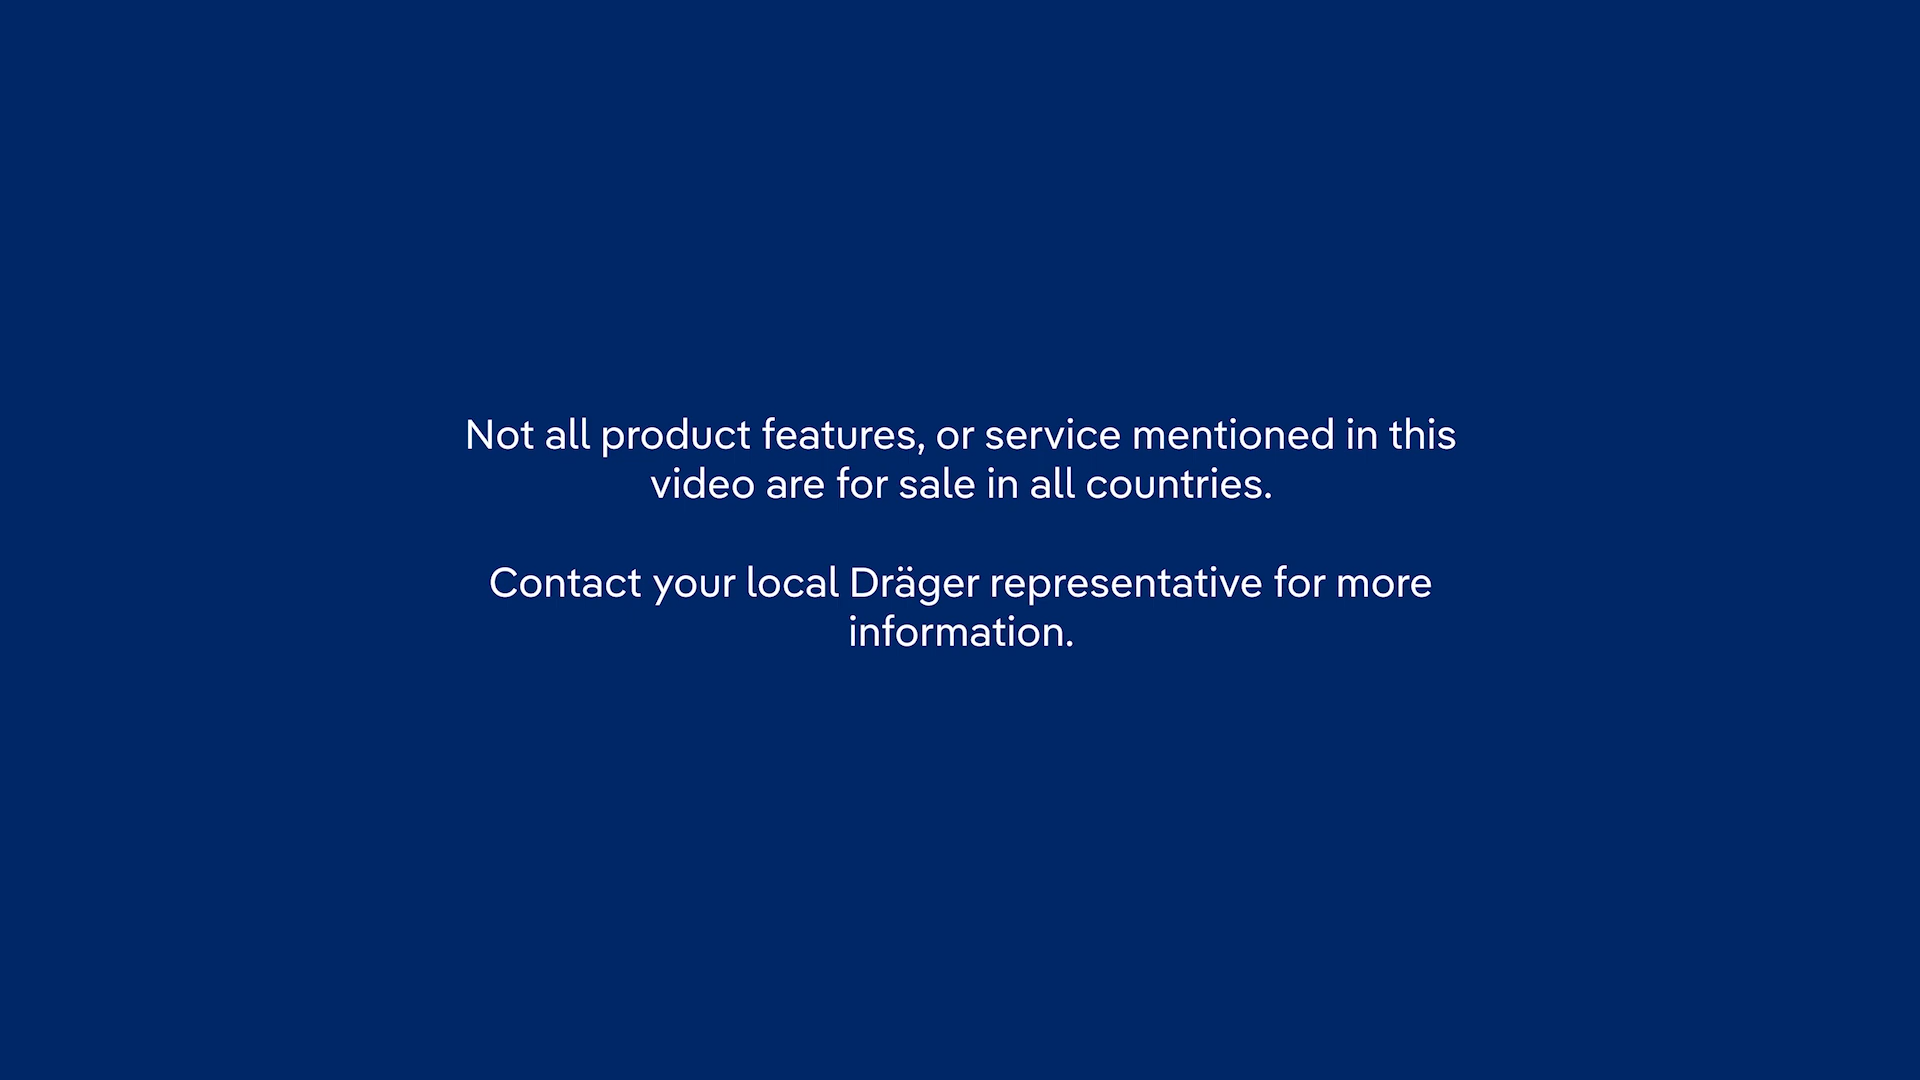 Not all product features, or service mentioned in this
video are for sale in all countries.
Contact your local Dräger representative for more
information.